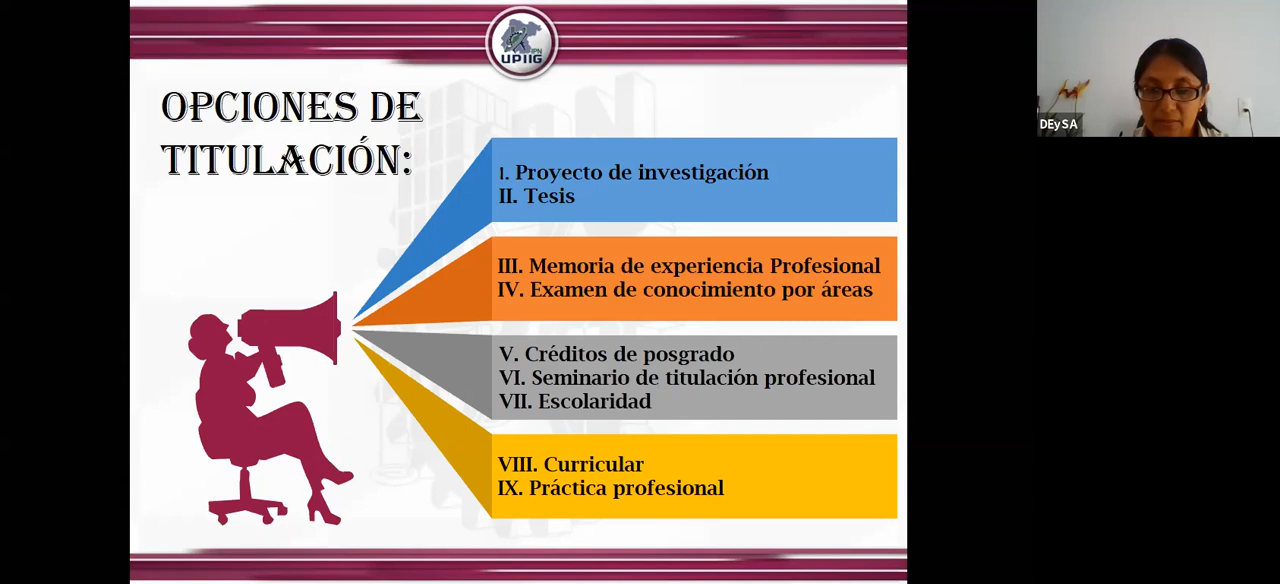 IPN
UPIIG
OPCIONES DE
TITULACIÓN:
I. Proyecto de investigación
II. Tesis
III. Memoria de experiencia Profesional
IV. Examen de conocimiento por áreas
V. Créditos de posgrado
VI. Seminario de titulación profesional
VII. Escolaridad
VIII. Curricular
IX. Práctica profesional
DEySA